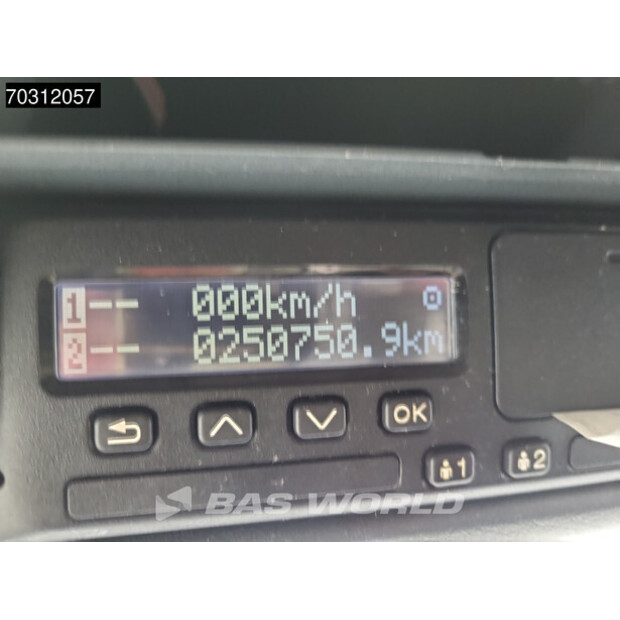 70312057
1 -- 000km/h
2 -- 0250750.9km
OK
1 2
BAS WORLD